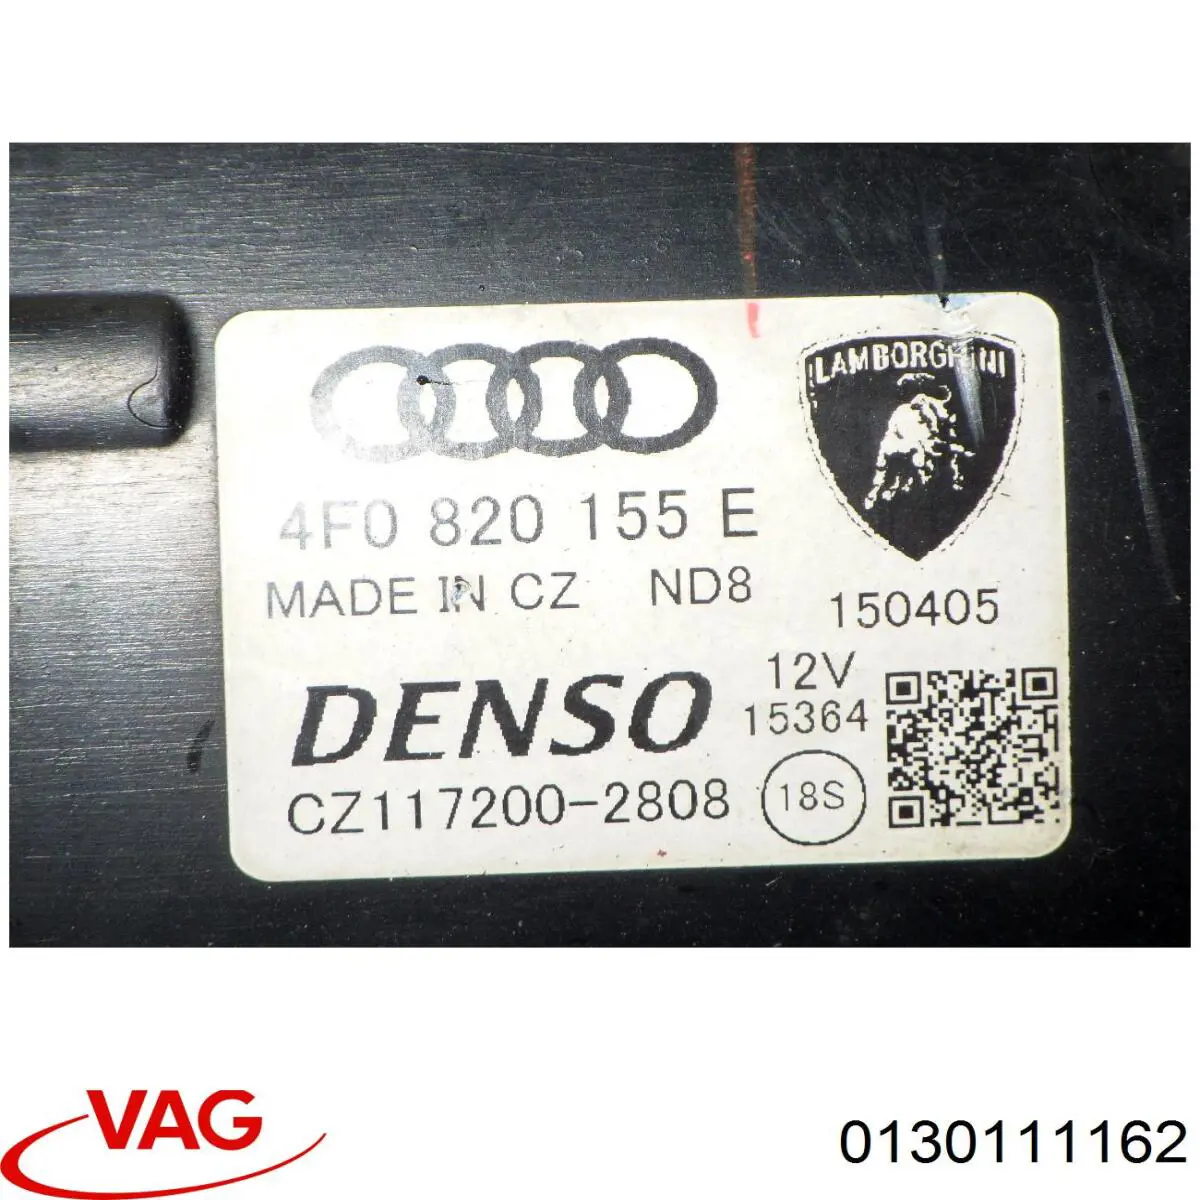 LAMBORGHINI
4F0 820 155 E
MADE IN CZ ND8
150405
DENSO
12V
15364
CZ117200-2808
18S
VAG
0130111162